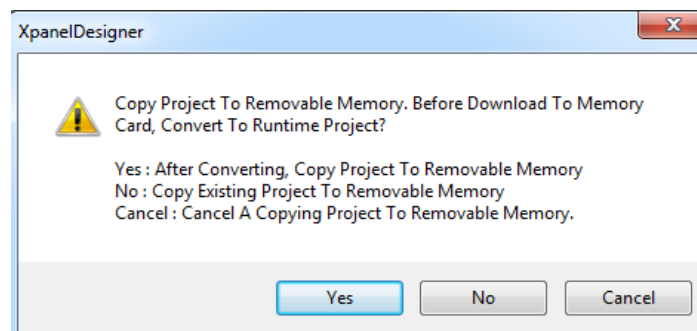 XpanelDesigner
Copy Project To Removable Memory. Before Download To Memory
Card, Convert To Runtime Project?
Yes : After Converting, Copy Project To Removable Memory
No : Copy Existing Project To Removable Memory
Cancel : Cancel A Copying Project To Removable Memory.
Yes No Cancel